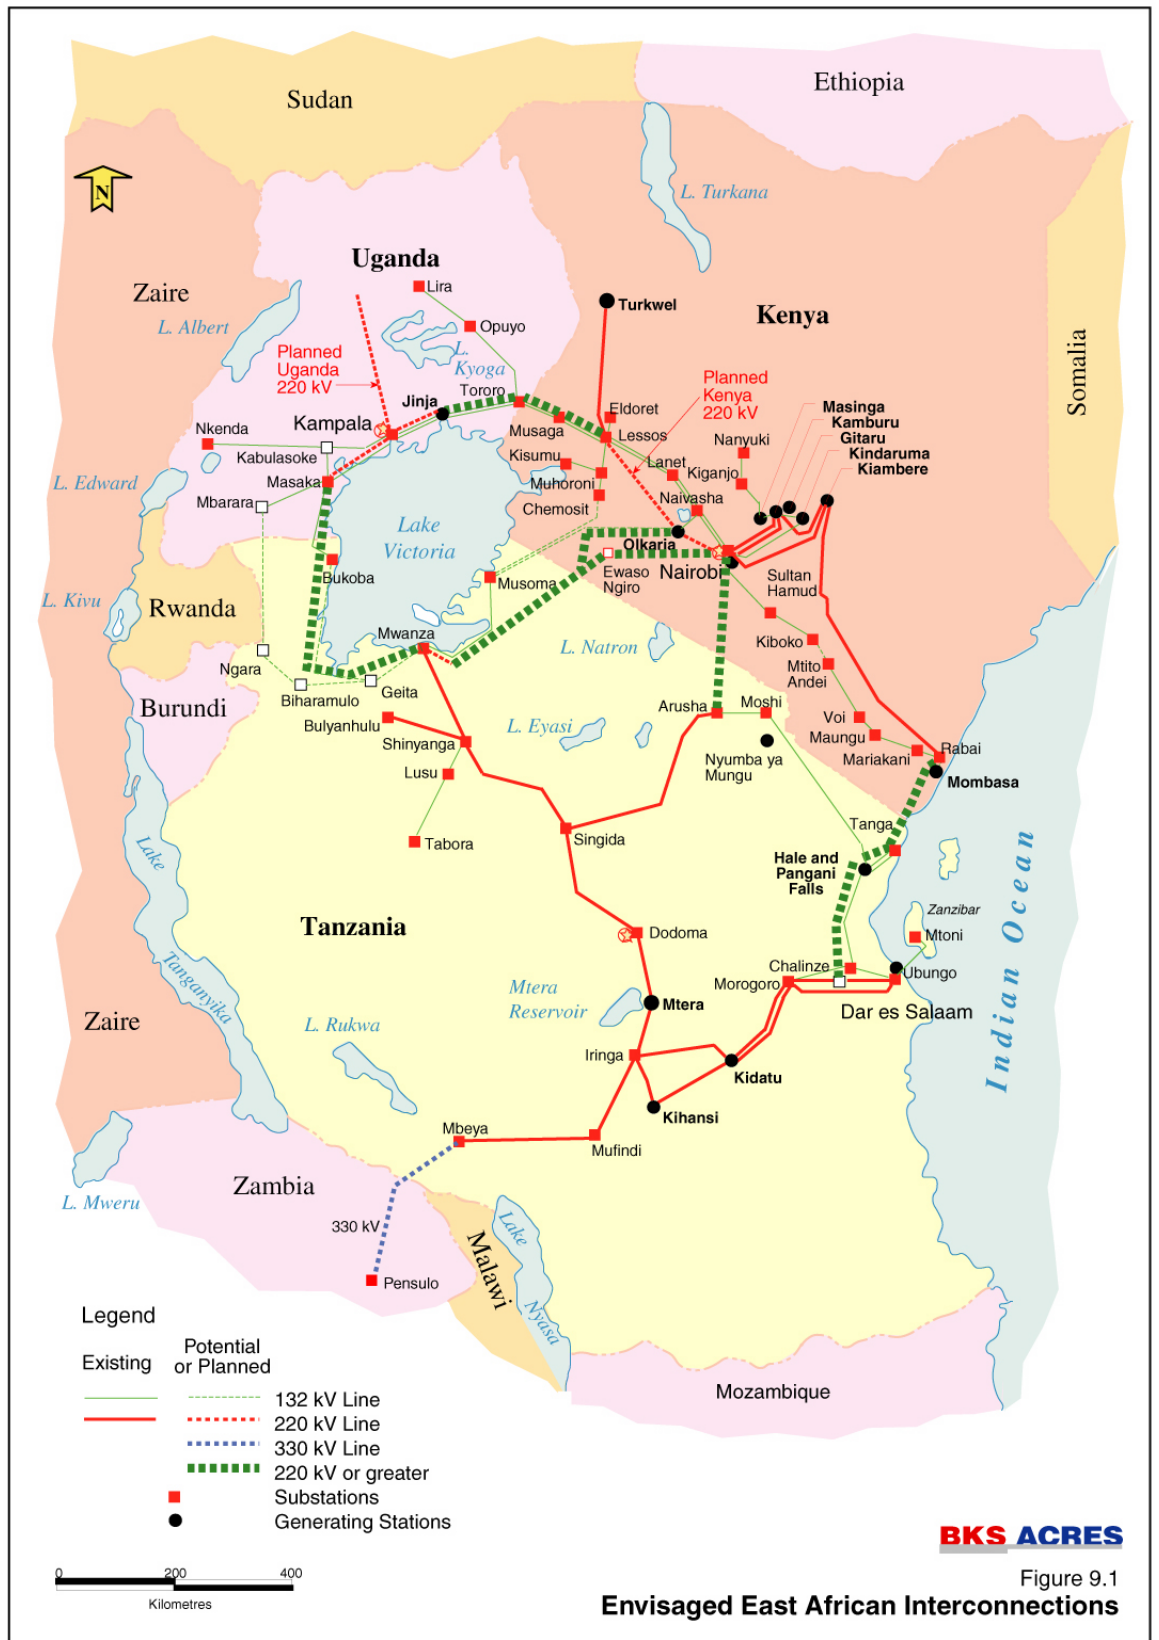 Sudan
Ethiopia
N
L. Turkana
Uganda
Zaire
Lira
Turkwel
Kenya
L. Albert
Opuyo
Somalia
Planned
Uganda
220 kV
L.
Kyoga
Planned
Kenya
220 kV
Tororo
Jinja
Eldoret
Masinga
Kamburu
Gitaru
Kindaruma
Kiambere
Kampala
Musaga
Lessos
Nkenda
Nanyuki
Kabulasoke
Kisumu
Lanet
Kiganjo
L. Edward
Masaka
Muhoroni
Mbarara
Naivasha
Chemosit
Lake
Victoria
Olkaria
Nairobi
Ewaso
Ngiro
Bukoba
Musoma
Sultan
Hamud
L. Kivu
Rwanda
Mwanza
L. Natron
Kiboko
Ngara
Mtito
Andei
Biharamulo
Geita
Burundi
Bulyanhulu
Arusha
Moshi
Voi
L. Eyasi
Maungu
Shinyanga
Rabai
Mariakani
Nyumba ya
Mungu
Lusu
Mombasa
Tanga
Singida
Tabora
Hale and
Pangani
Falls
Lake
Tanganyika
Indian Ocean
Zanzibar
Tanzania
Dodoma
Mtoni
Chalinze
Ubungo
Morogoro
Mtera
Reservoir
Mtera
Dar es Salaam
Zaire
L. Rukwa
Iringa
Kidatu
Kihansi
Mbeya
Mufindi
Zambia
L. Mweru
330 kV
Lake
Nyasa
Malawi
Pensulo
Legend
Existing
Potential
or Planned
Mozambique
132 kV Line
220 kV Line
330 kV Line
220 kV or greater
Substations
Generating Stations
BKS ACRES
0 200 400
Kilometres
Figure 9.1
Envisaged East African Interconnections